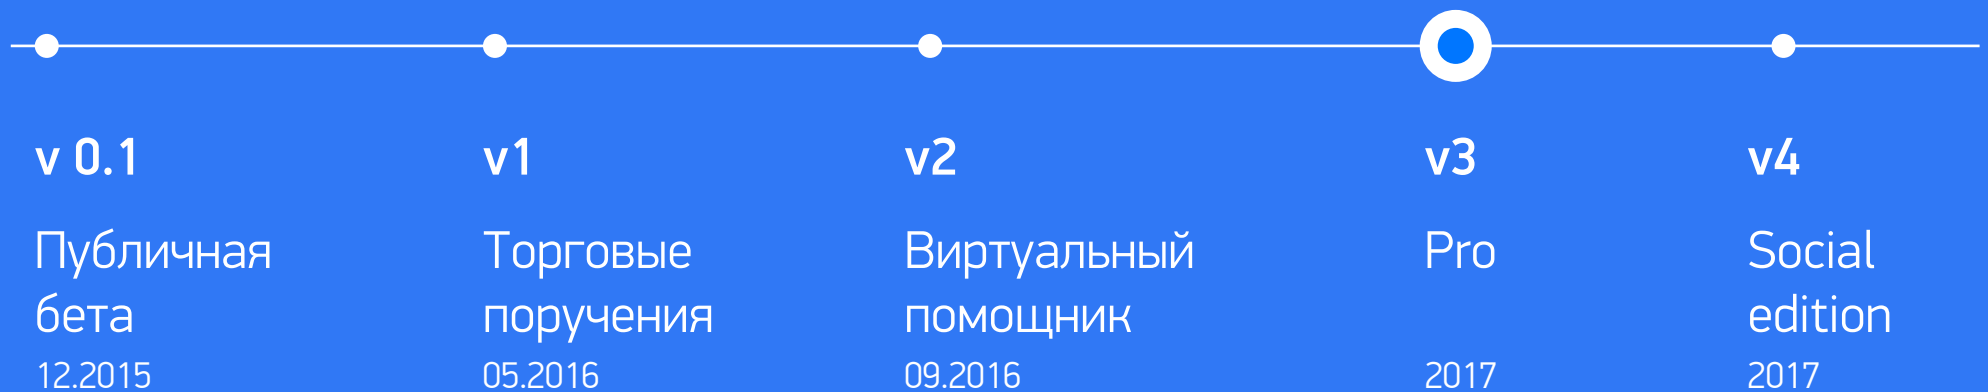 v 0.1
Публичная
бета
12.2015
v1
Торговые
поручения
05.2016
v2
Виртуальный
помощник
09.2016
v3
Pro
2017
v4
Social
edition
2017